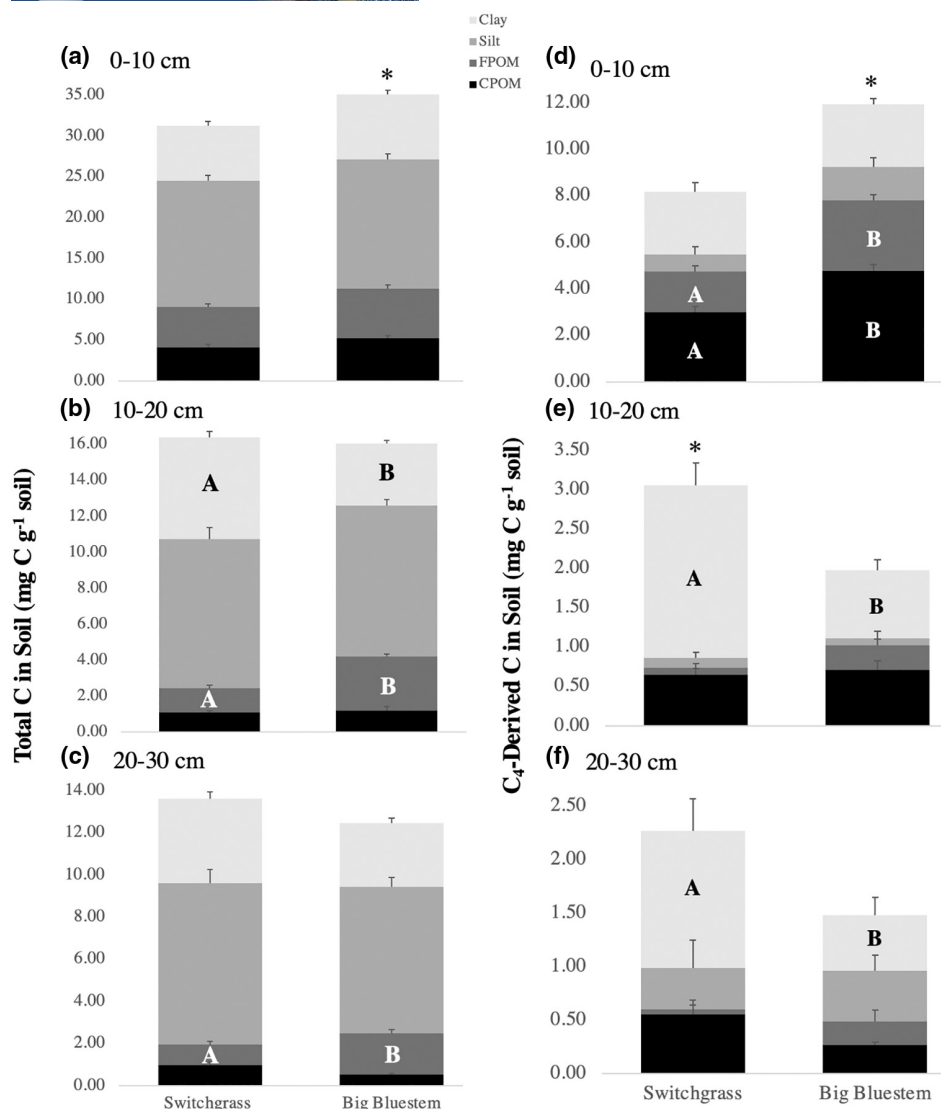 Clay
Silt
FPOM
CPOM
(a) 0-10 cm
35.00
30.00
25.00
20.00
15.00
10.00
5.00
0.00
*
(d) 0-10 cm
12.00
10.00
8.00
6.00
4.00
2.00
0.00
*
A
A
B
B
(b) 10-20 cm
16.00
14.00
12.00
10.00
8.00
6.00
4.00
2.00
0.00
A
A
B
B
(e) 10-20 cm
3.50
3.00
2.50
2.00
1.50
1.00
0.50
0.00
*
A
B
Total C in Soil (mg C g-1 soil)
C4-Derived C in Soil (mg C g-1 soil)
(c) 20-30 cm
14.00
12.00
10.00
8.00
6.00
4.00
2.00
0.00
A
B
Switchgrass Big Bluestem
(f) 20-30 cm
2.50
2.00
1.50
1.00
0.50
0.00
A
B
Switchgrass Big Bluestem